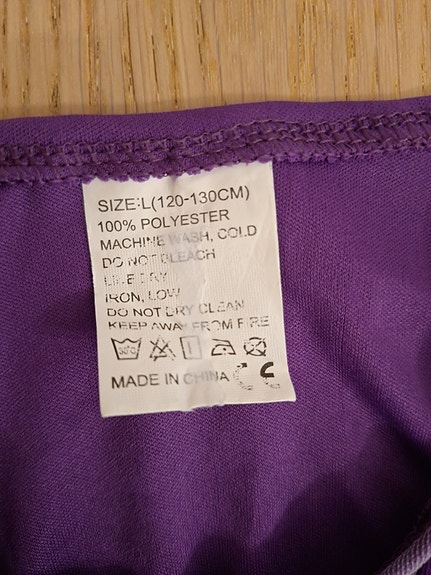 SIZE:L(120-130CM)
100% POLYESTER
MACHINE WASH, COLD
DO NOT BLEACH
LINE DRY
IRON, LOW
DO NOT DRY CLEAN
KEEP AWAY FROM FIRE
30°C
MADE IN CHINA CE